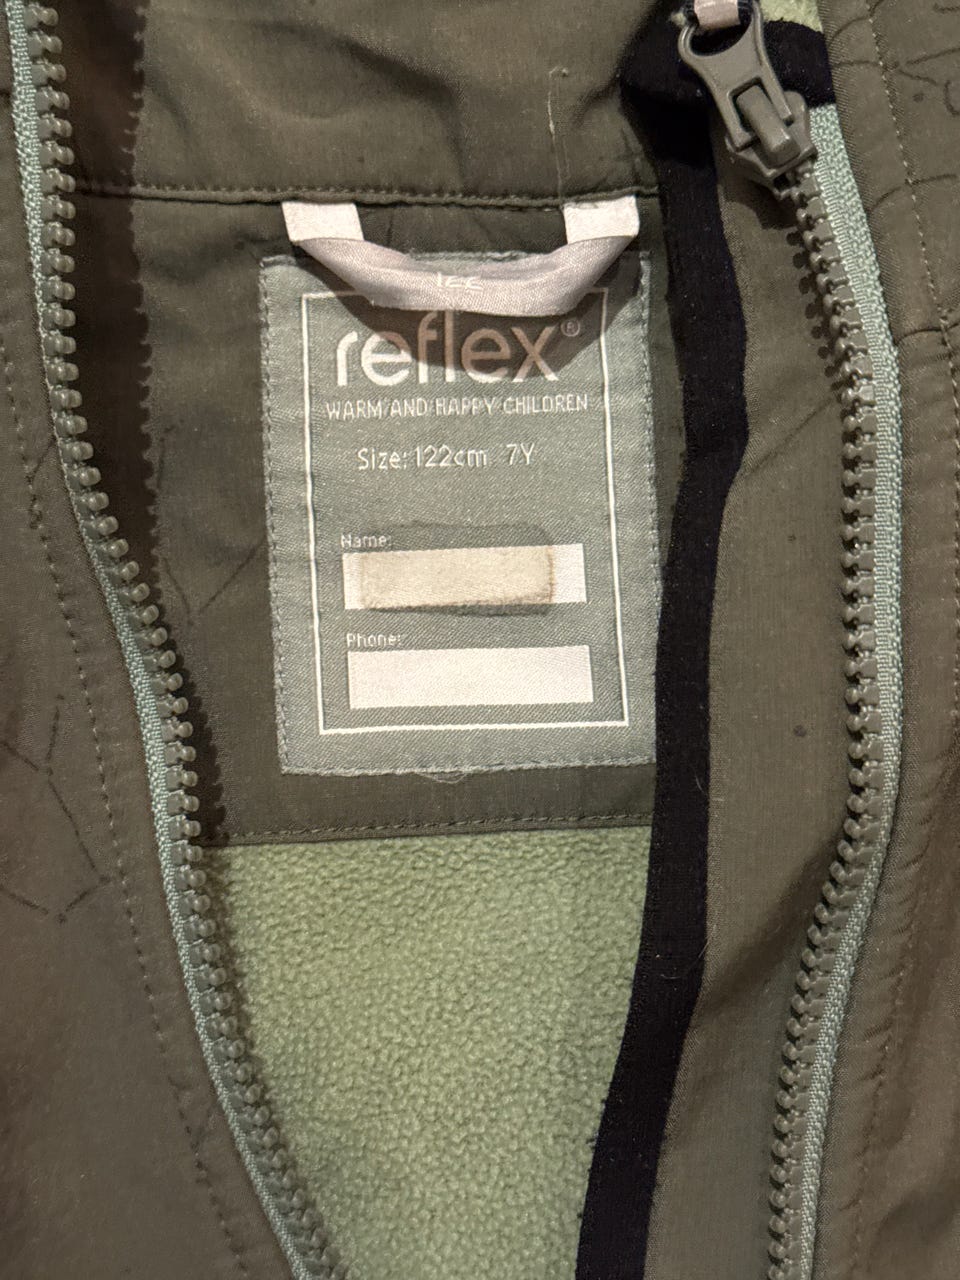 122
reflex®
WARM AND HAPPY CHILDREN
Size: 122cm 7Y
Name:
Phone: